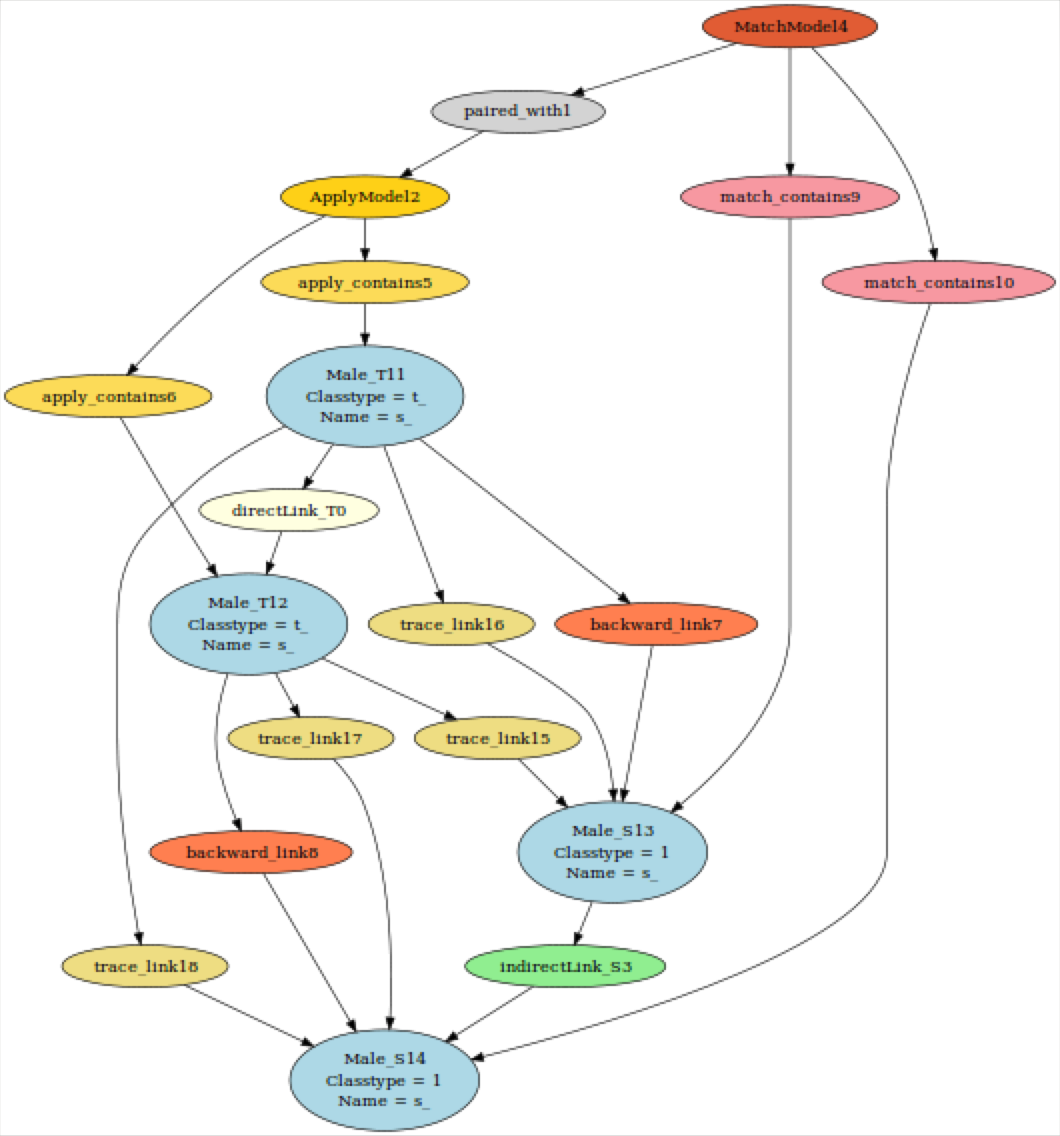 MatchModel4
paired_with1
ApplyModel2
match_contains9
apply_contains5
match_contains10
Male_T11
Classtype = t_
Name = s_
apply_contains6
directLink_T0
Male_T12
Classtype = t_
Name = s_
trace_link16
backward_link7
trace_link17
trace_link15
Male_S13
Classtype = 1
Name = s_
backward_link8
trace_link18
indirectLink_S3
Male_S14
Classtype = 1
Name = s_